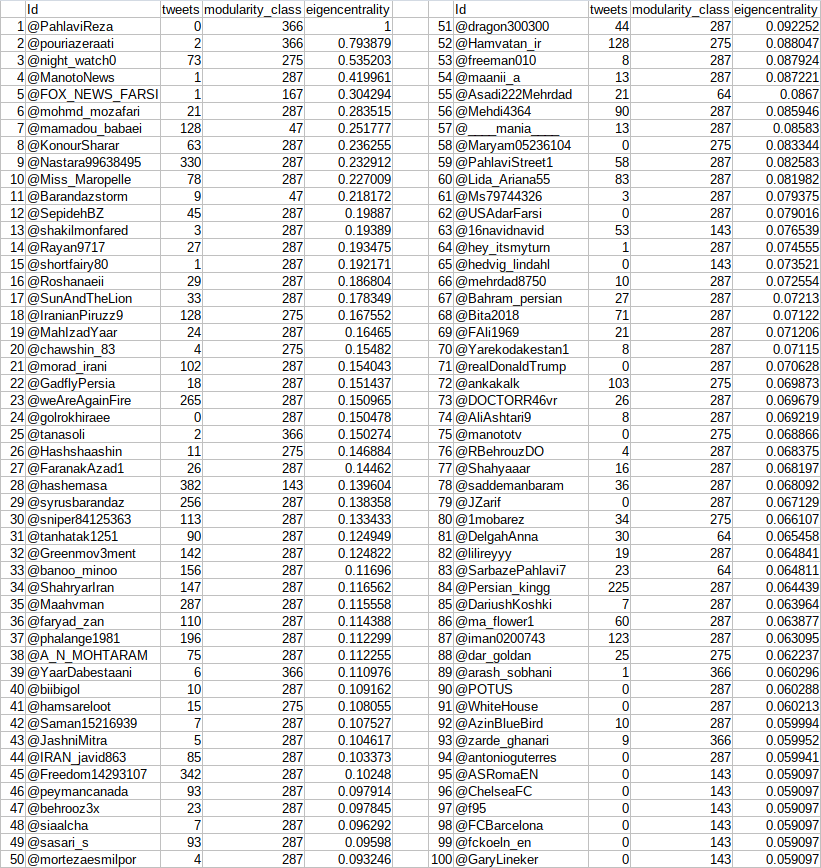 Id tweets modularity_class eigencentrality
1 @PahlaviReza 0 366 1
2 @pouriazeraati 2 366 0.793879
3 @night_watch0 73 275 0.535203
4 @ManotoNews 1 287 0.419961
5 @FOX_NEWS_FARSI 1 167 0.304294
6 @mohmd_mozafari 21 287 0.283515
7 @mamadou_babaei 128 47 0.251777
8 @KonourSharar 63 287 0.236255
9 @Nastara99638495 330 287 0.232912
10 @Miss_Maropelle 78 287 0.227009
11 @Barandazstorm 9 47 0.218172
12 @SepidehBZ 45 287 0.19887
13 @shakilmonfared 3 287 0.19389
14 @Rayan9717 27 287 0.193475
15 @shortfairy80 1 287 0.192171
16 @Roshanaeii 29 287 0.186804
17 @SunAndTheLion 33 287 0.178349
18 @IranianPiruzz9 128 275 0.167552
19 @MahIzadYaar 24 287 0.16465
20 @chawshin_83 4 275 0.15482
21 @morad_irani 102 287 0.154043
22 @GadflyPersia 18 287 0.151437
23 @weAreAgainFire 265 287 0.150965
24 @golrokhiraee 0 287 0.150478
25 @tanasoli 2 366 0.150274
26 @Hashshaashin 11 275 0.146884
27 @FaranakAzad1 26 287 0.14462
28 @hashemasa 382 143 0.139604
29 @syrusbarandaz 256 287 0.138358
30 @sniper84125363 113 287 0.133433
31 @tanhatak1251 90 287 0.124949
32 @Greenmov3ment 142 287 0.124822
33 @banoo_minoo 156 287 0.11696
34 @ShahryarIran 147 287 0.116562
35 @Maahvman 287 287 0.115558
36 @faryad_zan 110 287 0.114388
37 @phalange1981 196 287 0.112299
38 @A_N_MOHTARAM 75 287 0.112255
39 @YaarDabestaani 6 366 0.110976
40 @biibigol 10 287 0.109162
41 @hamsareloot 15 275 0.108055
42 @Saman15216939 7 287 0.107527
43 @JashniMitra 5 287 0.104617
44 @IRAN_javid863 85 287 0.103373
45 @Freedom14293107 342 287 0.10248
46 @peymancanada 93 287 0.097914
47 @behrooz3x 23 287 0.097845
48 @siaalcha 7 287 0.096292
49 @sasari_s 93 287 0.09598
50 @mortezaesmilpor 4 287 0.093246
Id tweets modularity_class eigencentrality
51 @dragon300300 44 287 0.092252
52 @Hamvatan_ir 128 275 0.088047
53 @freeman010 8 287 0.087924
54 @maanii_a 13 287 0.087221
55 @Asadi222Mehrdad 21 64 0.0867
56 @Mehdi4364 90 287 0.085946
57 @____mania____ 13 287 0.08583
58 @Maryam05236104 0 275 0.083344
59 @PahlaviStreet1 58 287 0.082583
60 @Lida_Ariana55 83 287 0.081982
61 @Ms79744326 3 287 0.079375
62 @USAdarFarsi 0 287 0.079016
63 @16navidnavid 53 143 0.076539
64 @hey_itsmyturn 1 287 0.074555
65 @hedvig_lindahl 0 143 0.073521
66 @mehrdad8750 10 287 0.072554
67 @Bahram_persian 27 287 0.07213
68 @Bita2018 71 287 0.07122
69 @FAli1969 21 287 0.071206
70 @Yarekodakestan1 8 287 0.07115
71 @realDonaldTrump 0 287 0.070628
72 @ankakalk 103 275 0.069873
73 @DOCTORR46vr 26 287 0.069679
74 @AliAshtari9 8 287 0.069219
75 @manototv 0 275 0.068866
76 @RBehrouzDO 4 287 0.068375
77 @Shahyaaar 16 287 0.068197
78 @saddemanbaram 36 287 0.068092
79 @JZarif 0 287 0.067129
80 @1mobarez 34 275 0.066107
81 @DelgahAnna 30 64 0.065458
82 @lilireyyy 19 287 0.064841
83 @SarbazePahlavi7 23 64 0.064811
84 @Persian_kingg 225 287 0.064439
85 @DariushKoshki 7 287 0.063964
86 @ma_flower1 60 287 0.063877
87 @iman0200743 123 287 0.063095
88 @dar_goldan 25 275 0.062237
89 @arash_sobhani 1 366 0.060296
90 @POTUS 0 287 0.060288
91 @WhiteHouse 0 287 0.060213
92 @AzinBlueBird 10 287 0.059994
93 @zarde_ghanari 9 366 0.059952
94 @antonioguterres 0 287 0.059941
95 @ASRomaEN 0 143 0.059097
96 @ChelseaFC 0 143 0.059097
97 @f95 0 143 0.059097
98 @FCBarcelona 0 143 0.059097
99 @fckoeln_en 0 143 0.059097
100 @GaryLineker 0 143 0.059097